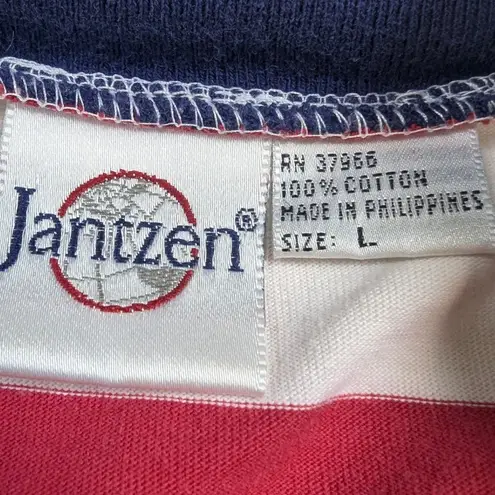 Jantzen®
RN 37966
100% COTTON
MADE IN PHILIPPINES
SIZE: L